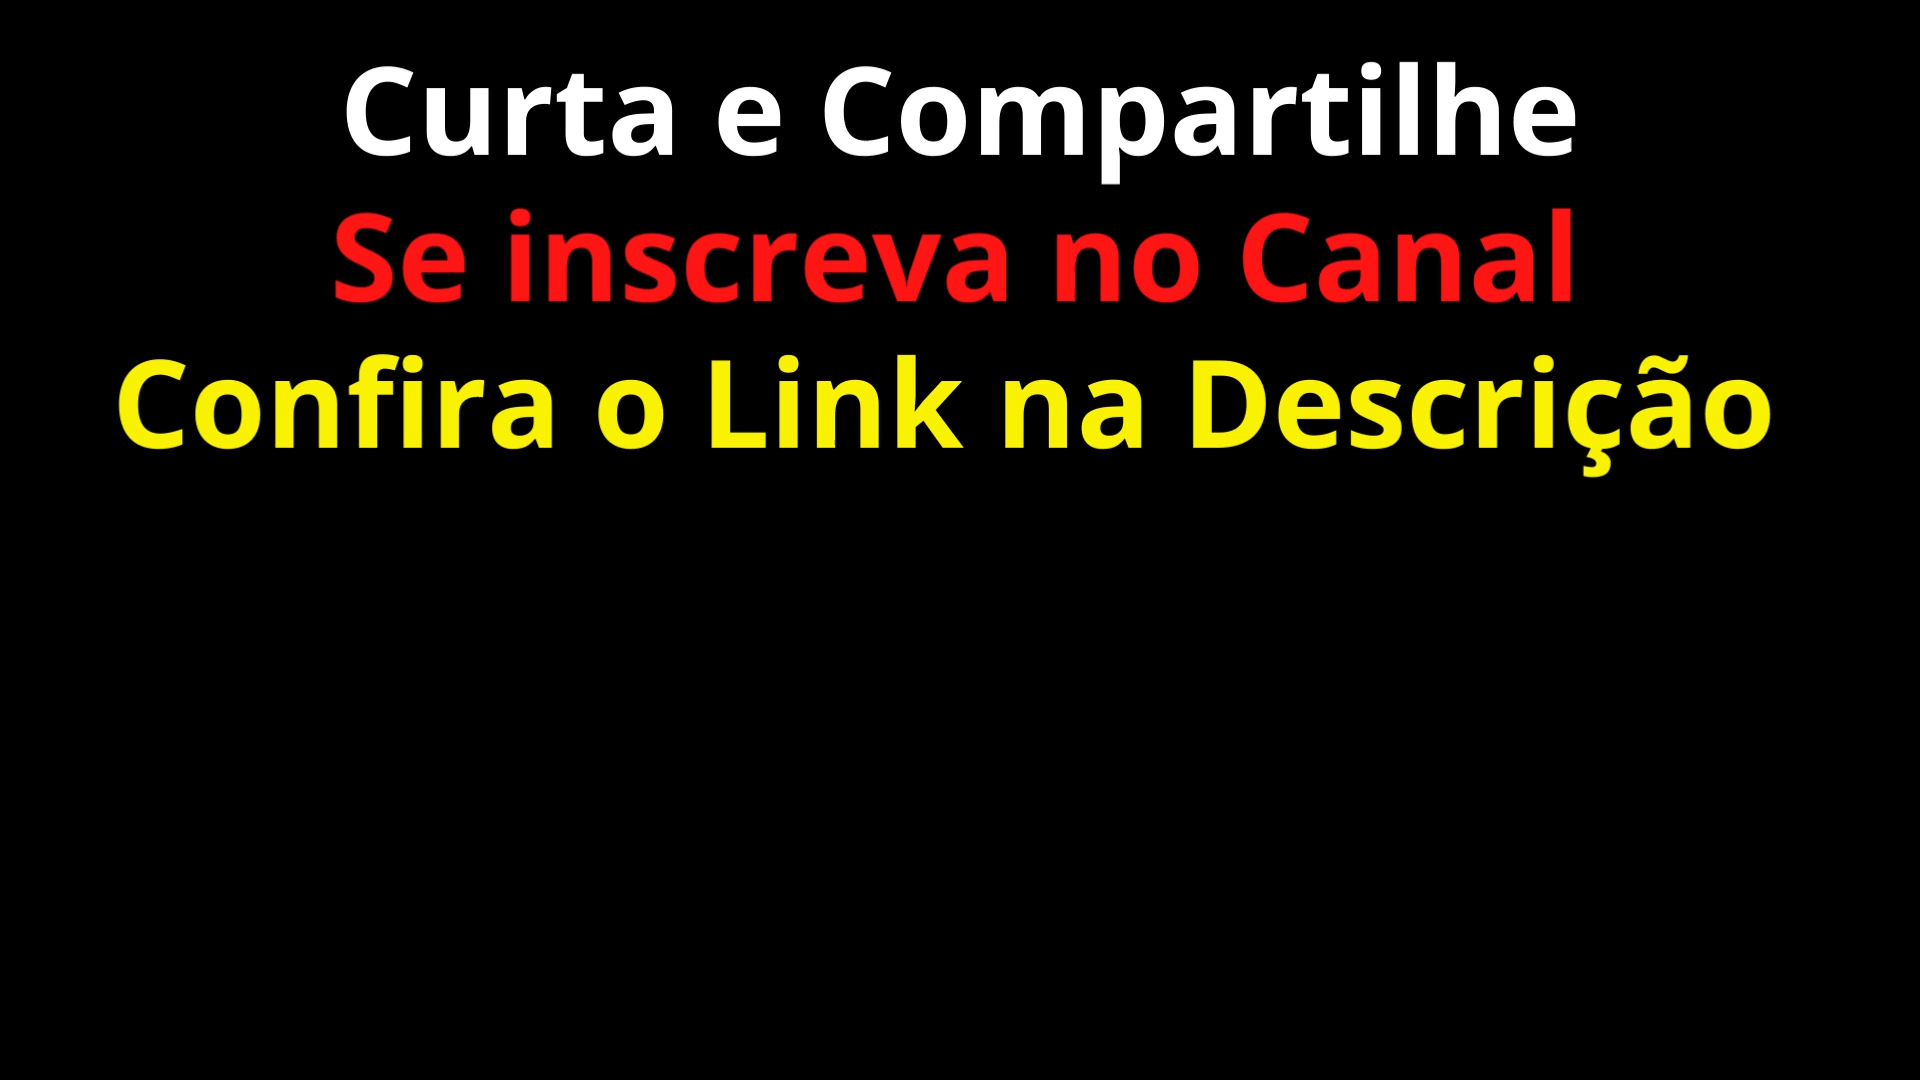 Curta e Compartilhe
Se inscreva no Canal
Confira o Link na Descrição